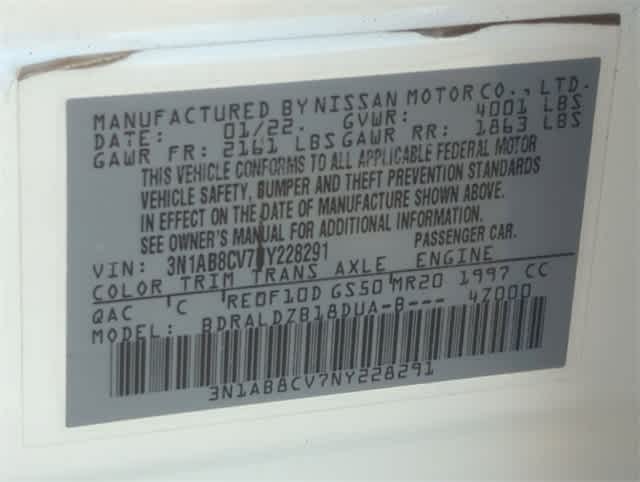 MANUFACTURED BY NISSAN MOTOR CO., LTD.
DATE: 01/22. GVWR: 4001 LBS
GAWR FR: 2161 LBS GAWR RR: 1863 LBS
THIS VEHICLE CONFORMS TO ALL APPLICABLE FEDERAL MOTOR
VEHICLE SAFETY, BUMPER AND THEFT PREVENTION STANDARDS
IN EFFECT ON THE DATE OF MANUFACTURE SHOWN ABOVE.
SEE OWNER'S MANUAL FOR ADDITIONAL INFORMATION.
VIN: 3N1AB8CV7NY228291 PASSENGER CAR.
COLOR TRIM TRANS AXLE ENGINE
QAC C RE0F10D GS50 MR20 1997 CC
MODEL: BDRALDZB18DUA-B--- 4Z000
3N1AB8CV7NY228291